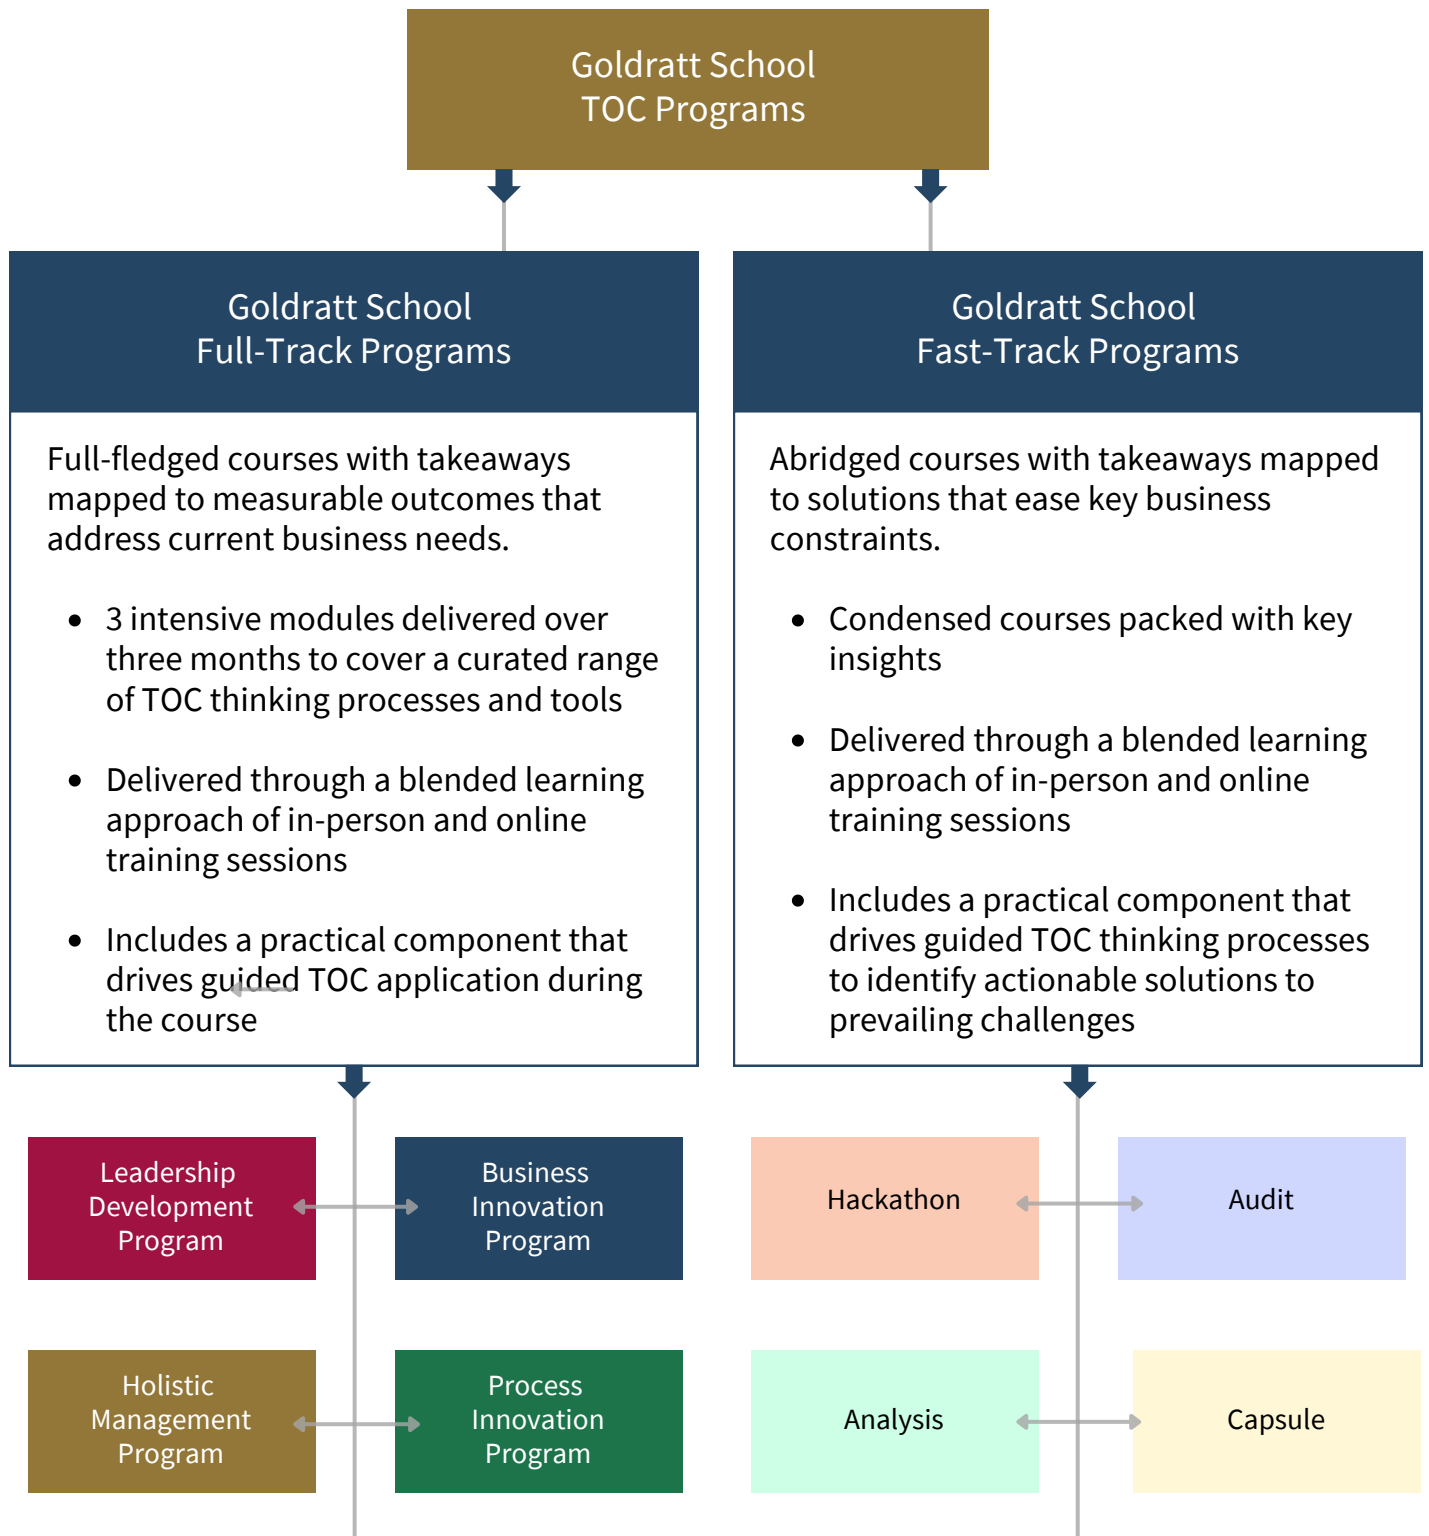 Goldratt School
TOC Programs
Goldratt School
Full-Track Programs
Full-fledged courses with takeaways
mapped to measurable outcomes that
address current business needs.
• 3 intensive modules delivered over
three months to cover a curated range
of TOC thinking processes and tools
• Delivered through a blended learning
approach of in-person and online
training sessions
• Includes a practical component that
drives guided TOC application during
the course
Goldratt School
Fast-Track Programs
Abridged courses with takeaways mapped
to solutions that ease key business
constraints.
• Condensed courses packed with key
insights
• Delivered through a blended learning
approach of in-person and online
training sessions
• Includes a practical component that
drives guided TOC thinking processes
to identify actionable solutions to
prevailing challenges
Leadership
Development
Program
Business
Innovation
Program
Holistic
Management
Program
Process
Innovation
Program
Hackathon
Audit
Analysis
Capsule